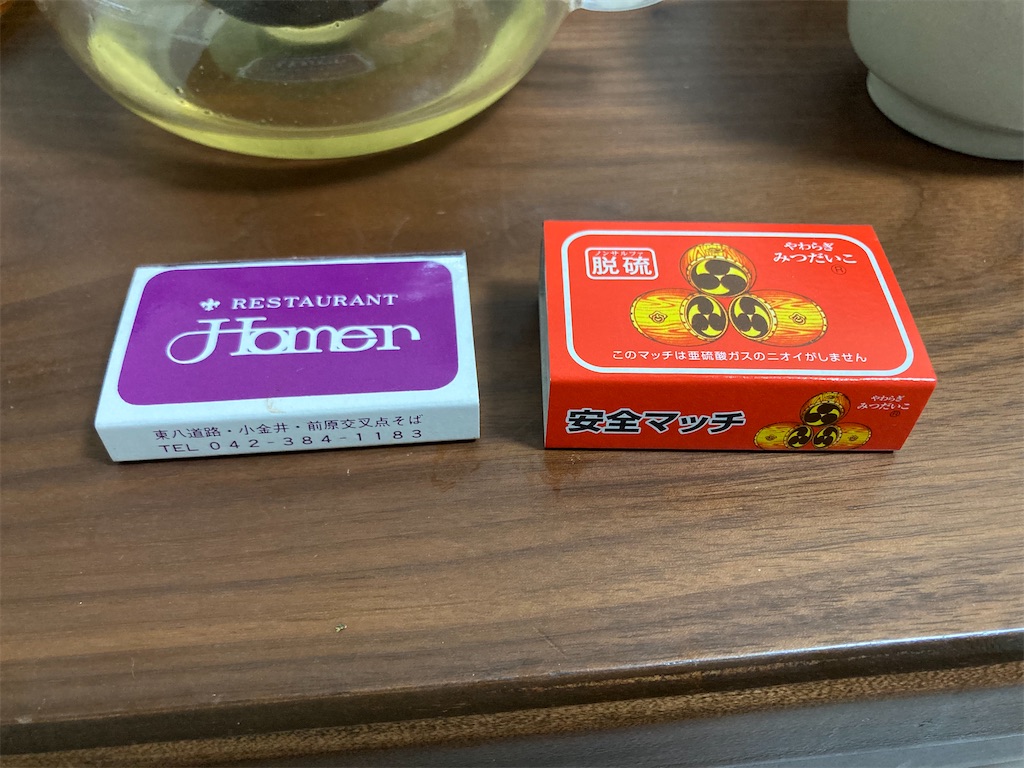 RESTAURANT
Homer
東八道路・小金井・前原交叉点そば
TEL 042-384-1183
ノンサルファ
脱硫
やわらぎ
みつだいこ
®
このマッチは亜硫酸ガスのニオイがしません
安全マッチ
やわらぎ
みつだいこ
®